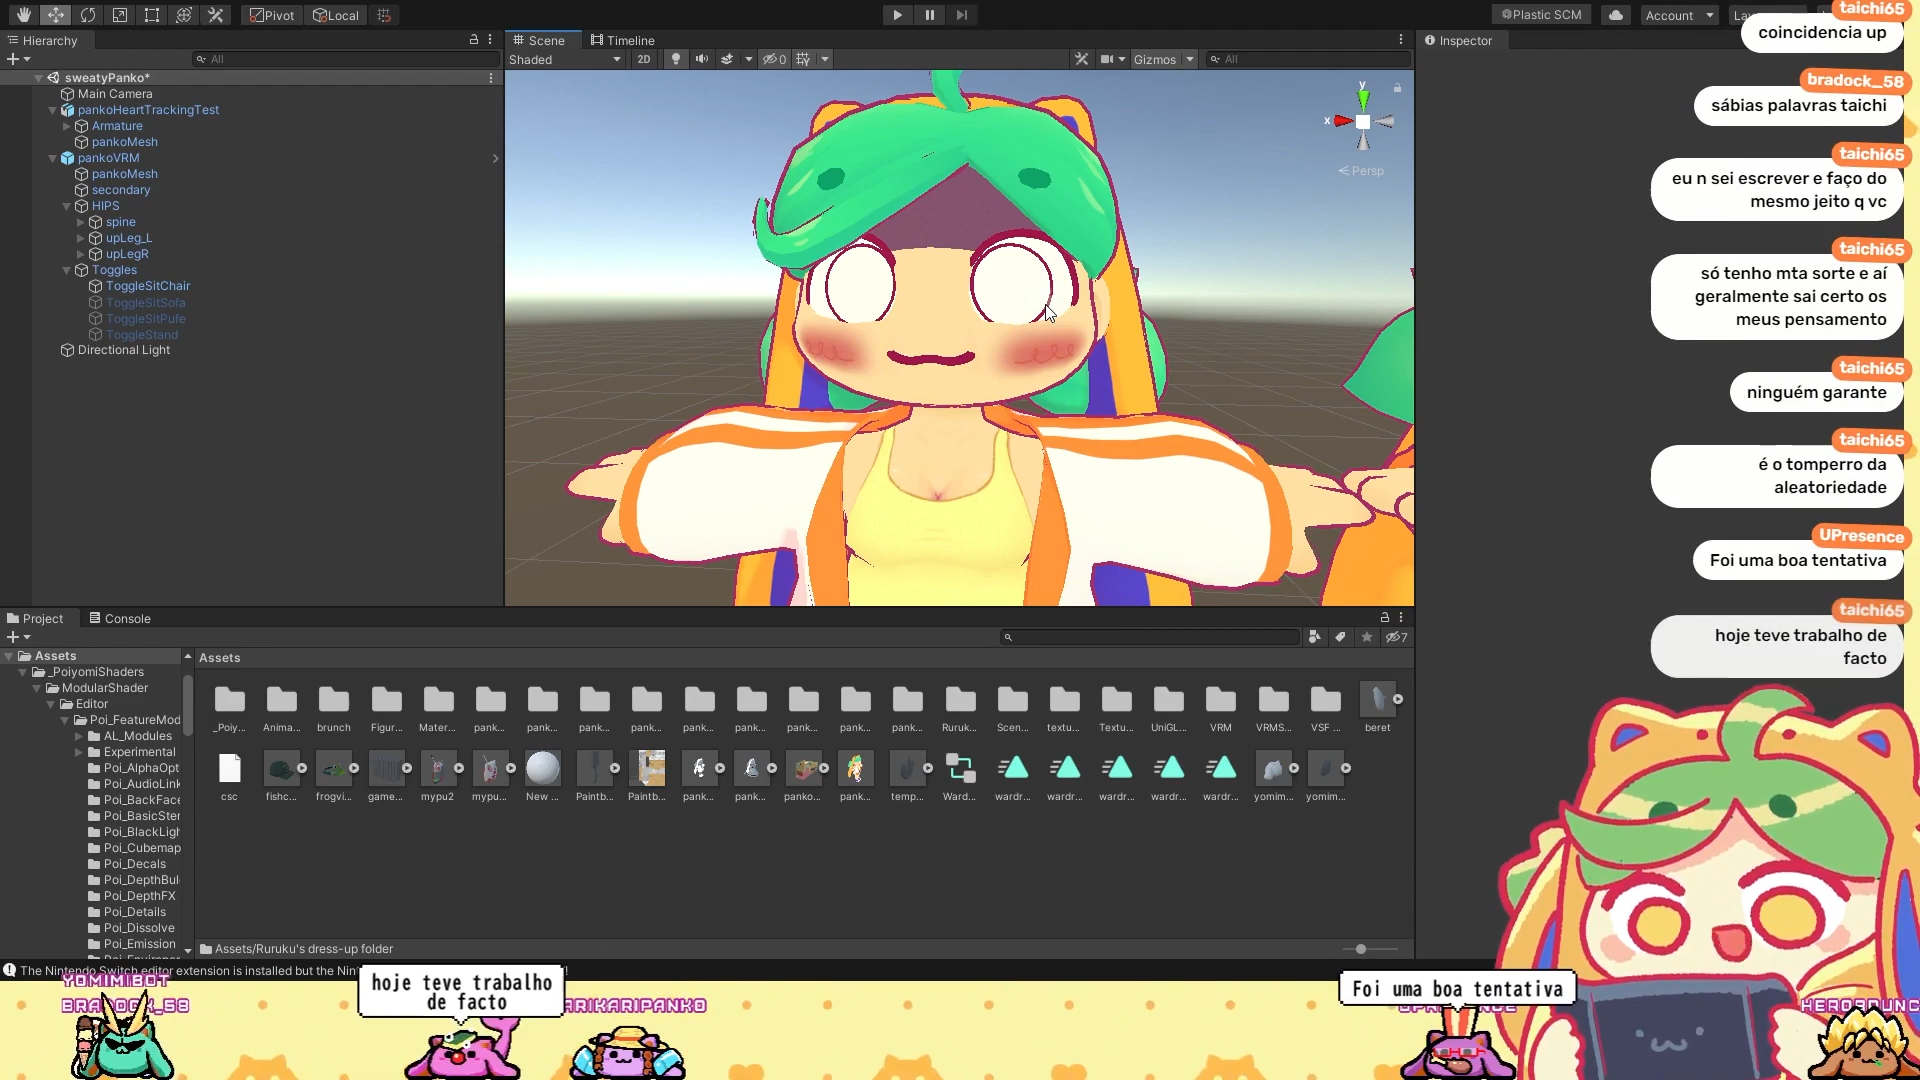 Pivot
Local
Plastic SCM
Account
Hierarchy
All
sweatyPanko*
Main Camera
pankoHeartTrackingTest
Armature
pankoMesh
pankoVRM
pankoMesh
secondary
HIPS
spine
upLeg_L
upLegR
Toggles
ToggleSitChair
ToggleSitSofa
ToggleSitPufe
ToggleStand
Directional Light
Scene
Timeline
Shaded
2D
0
Gizmos
All
y
x
Persp
Inspector
taichi65
coincidencia up
bradock_58
sábias palavras taichi
taichi65
eu n sei escrever e faço do
mesmo jeito q vc
taichi65
só tenho mta sorte e aí
geralmente sai certo os
meus pensamento
taichi65
ninguém garante
taichi65
é o tomperro da
aleatoriedade
UPresence
Foi uma boa tentativa
taichi65
hoje teve trabalho de
facto
Project
Console
7
Assets
_PoiyomiShaders
ModularShader
Editor
Poi_FeatureMod
AL_Modules
Experimental
Poi_AlphaOpt
Poi_AudioLink
Poi_BackFace
Poi_BasicSter
Poi_BlackLigh
Poi_Cubemap
Poi_Decals
Poi_DepthBul
Poi_DepthFX
Poi_Details
Poi_Dissolve
Poi_Emission
Assets
_Poiy...
Anima...
brunch
Figur...
Mater...
pank...
pank...
pank...
pank...
pank...
pank...
pank...
pank...
pank...
Ruruk...
Scen...
textu...
Textu...
UniGL...
VRM
VRMS...
VSF ...
beret
csc
fishc...
frogvi...
game...
mypu2
mypu...
New ...
Paintb...
Paintb...
pank...
pank...
panko...
pank...
temp...
Ward...
wardr...
wardr...
wardr...
wardr...
wardr...
yomim...
yomim...
Assets/Ruruku's dress-up folder
The Nintendo Switch editor extension is installed but the Nin
YOMIMIBOT
BRADOCK_58
hoje teve trabalho
de facto
ARIKARIPANKO
Foi uma boa tentativa